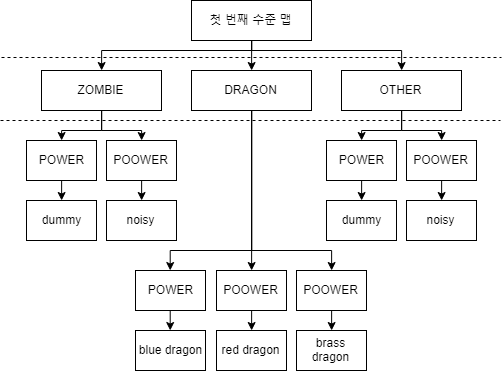 첫 번째 수준 맵
ZOMBIE
DRAGON
OTHER
POWER
POOWER
POWER
POOWER
dummy
noisy
dummy
noisy
POWER
POOWER
POOWER
blue dragon
red dragon
brass
dragon